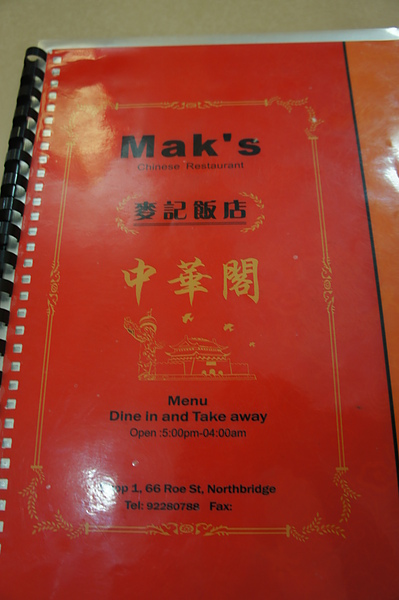 Mak's
Chinese Restaurant
麥記飯店
中華閣
Menu
Dine in and Take away
Open :5:00pm-04:00am
1, 66 Roe St, Northbridge
Tel: 92280788 Fax: